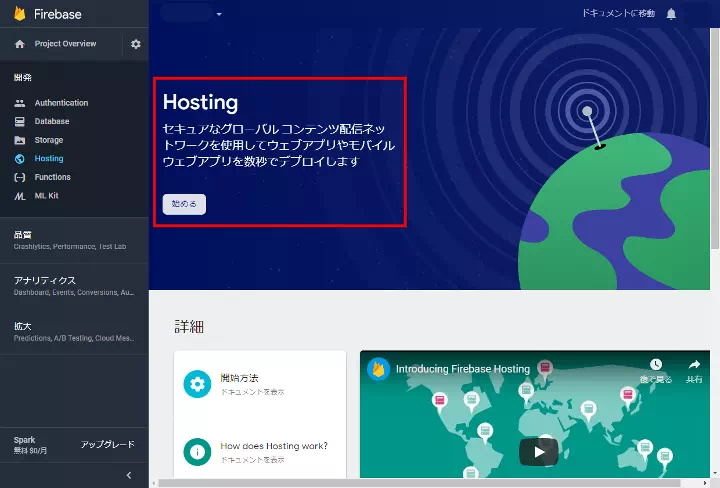 Firebase
ドキュメントに移動
Project Overview
開発
Authentication
Database
Storage
Hosting
Functions
ML Kit
品質
Crashlytics, Performance, Test Lab
アナリティクス
Dashboard, Events, Conversions, Au...
拡大
Predictions, A/B Testing, Cloud Mes...
Spark
無料 $0/月
アップグレード
Hosting
セキュアなグローバル コンテンツ配信ネッ
トワークを使用してウェブアプリやモバイル
ウェブアプリを数秒でデプロイします
始める
詳細
開始方法
ドキュメントを表示
How does Hosting work?
ドキュメントを表示
Introducing Firebase Hosting
後で見る
共有